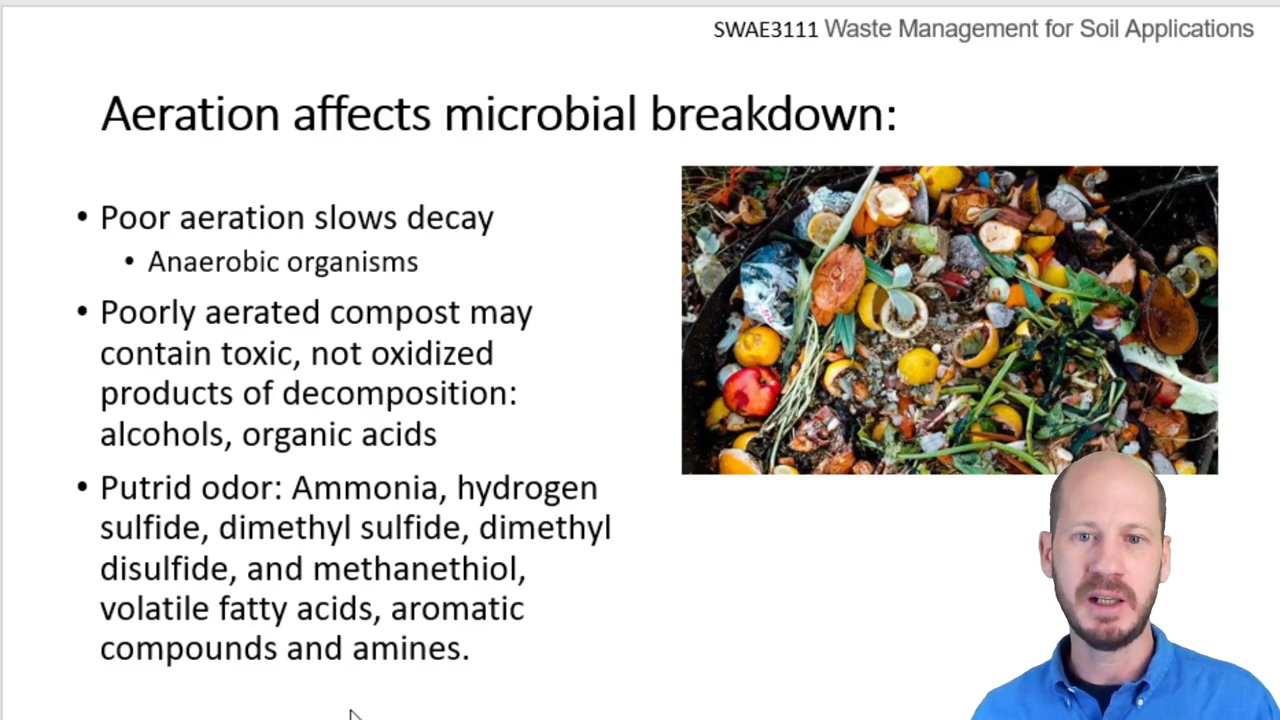 SWAE3111 Waste Management for Soil Applications
Aeration affects microbial breakdown:
• Poor aeration slows decay
• Anaerobic organisms
• Poorly aerated compost may
contain toxic, not oxidized
products of decomposition:
alcohols, organic acids
• Putrid odor: Ammonia, hydrogen
sulfide, dimethyl sulfide, dimethyl
disulfide, and methanethiol,
volatile fatty acids, aromatic
compounds and amines.